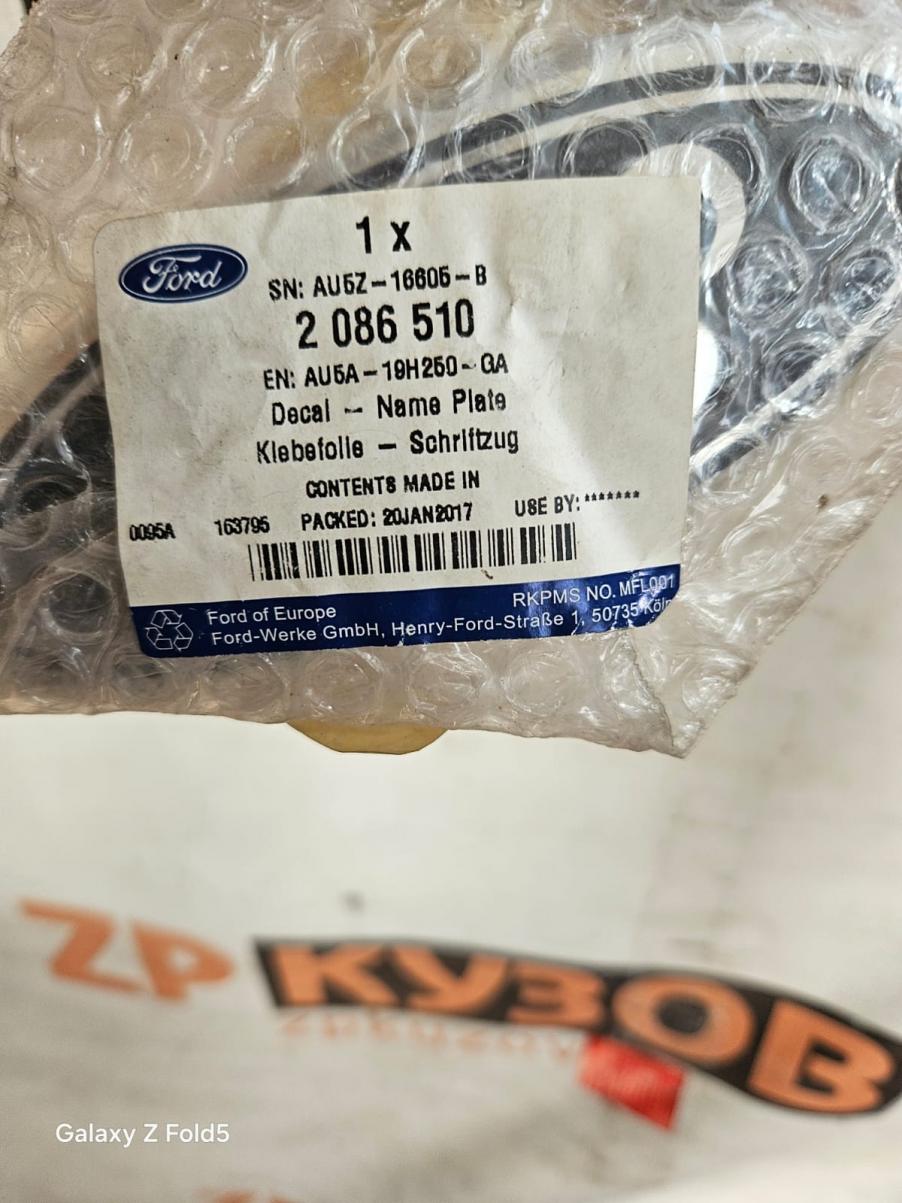 1 x
Ford
SN: AU5Z-16605-B
2 086 510
EN: AU5A-19H250-GA
Decal - Name Plate
Klebefolie - Schriftzug
CONTENTS MADE IN
0095A 163795 PACKED: 20JAN2017 USE BY: *******
RKPMS NO. MFL001
Ford of Europe
Ford-Werke GmbH, Henry-Ford-Straße 1, 50735 Köln
ZP КУЗОВ
Galaxy Z Fold5